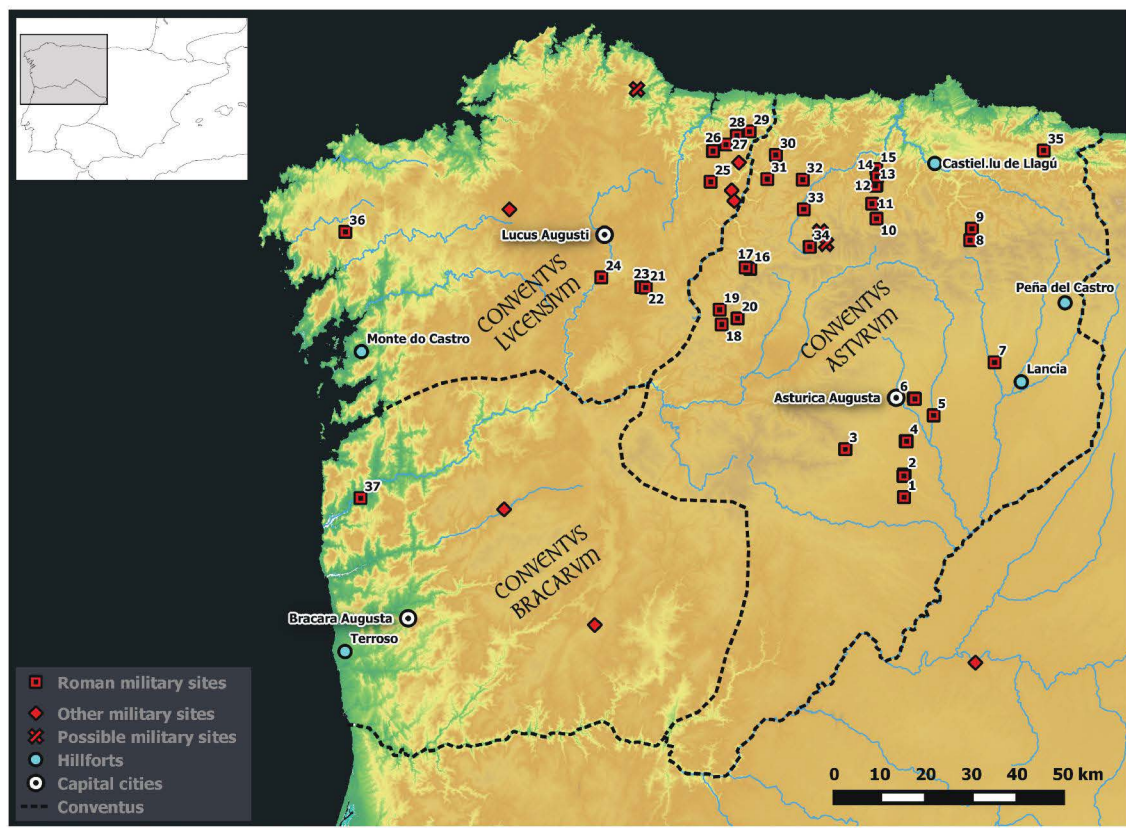 28
29
26
27
30
35
15
14
13
Castiel.lu de Llagú
25
31
32
12
33
11
36
10
9
Lucus Augusti
34
8
17
16
24
23
21
22
CONVENTVS
LVCENSIVM
19
20
18
CONVENTVS
ASTVRVM
Peña del Castro
Monte do Castro
7
Lancia
Asturica Augusta
6
5
4
3
2
1
37
CONVENTVS
BRACARVM
Bracara Augusta
Terroso
Roman military sites
Other military sites
Possible military sites
Hillforts
Capital cities
Conventus
0 10 20 30 40 50 km